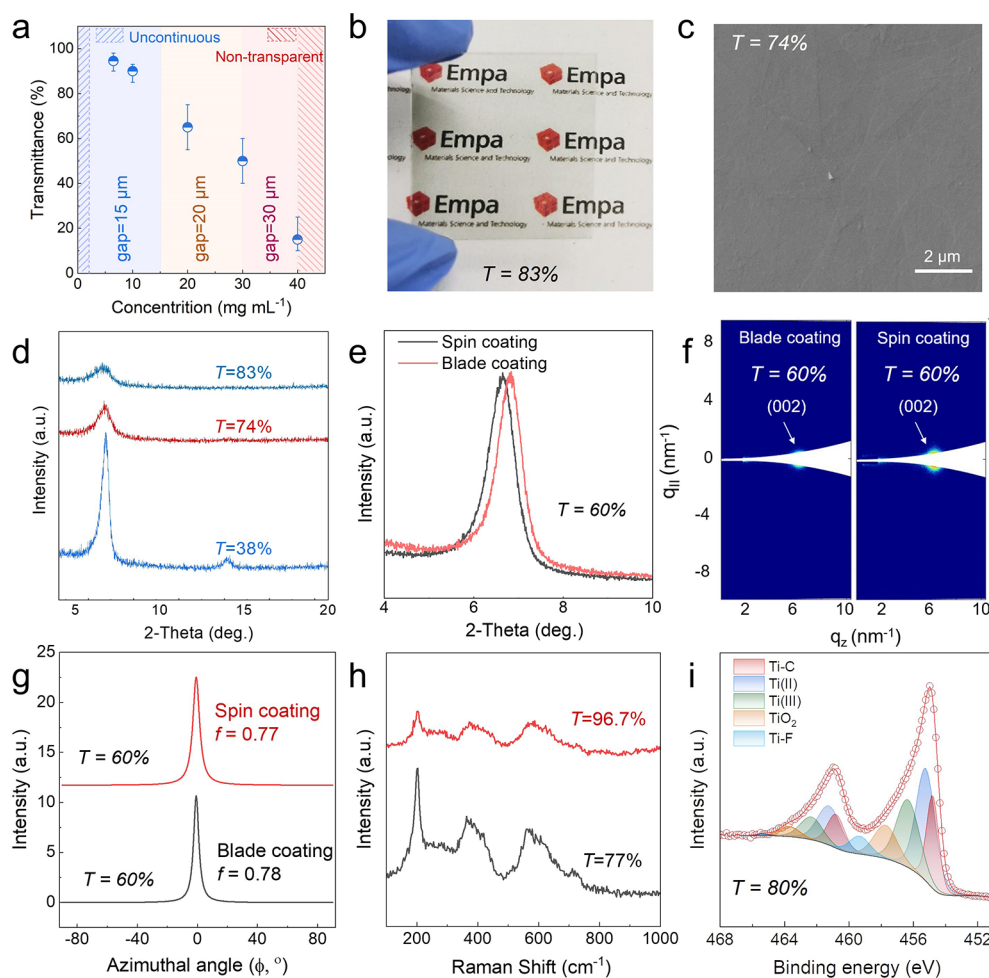 a
Uncontinuous
Non-transparent
100
80
60
40
20
0
Transmittance (%)
gap=15 µm
gap=20 µm
gap=30 µm
0
10
20
30
40
Concentrition (mg mL-1)
b
Empa
Materials Science and Technology
Empa
Materials Science and Technology
Empa
Materials Science and Technology
Empa
Materials Science and Technology
Empa
Materials Science and Technology
Empa
Materials Science and Technology
T = 83%
c
T = 74%
2 µm
d
T=83%
T=74%
T=38%
Intensity (a.u.)
5
10
15
20
2-Theta (deg.)
e
Spin coating
Blade coating
T = 60%
Intensity (a.u.)
4
6
8
10
2-Theta (deg.)
f
Blade coating
T = 60%
(002)
Spin coating
T = 60%
(002)
8
4
0
-4
-8
qII (nm-1)
2
6
10
2
6
10
qz (nm-1)
g
25
20
15
10
5
0
Intensity (a.u.)
Spin coating
f = 0.77
T = 60%
Blade coating
f = 0.78
T = 60%
-80
-40
0
40
80
Azimuthal angle (ϕ, °)
h
T=96.7%
T=77%
Intensity (a.u.)
200
400
600
800
1000
Raman Shift (cm-1)
i
Ti-C
Ti(II)
Ti(III)
TiO2
Ti-F
T = 80%
Intensity (a.u.)
468
464
460
456
452
Binding energy (eV)